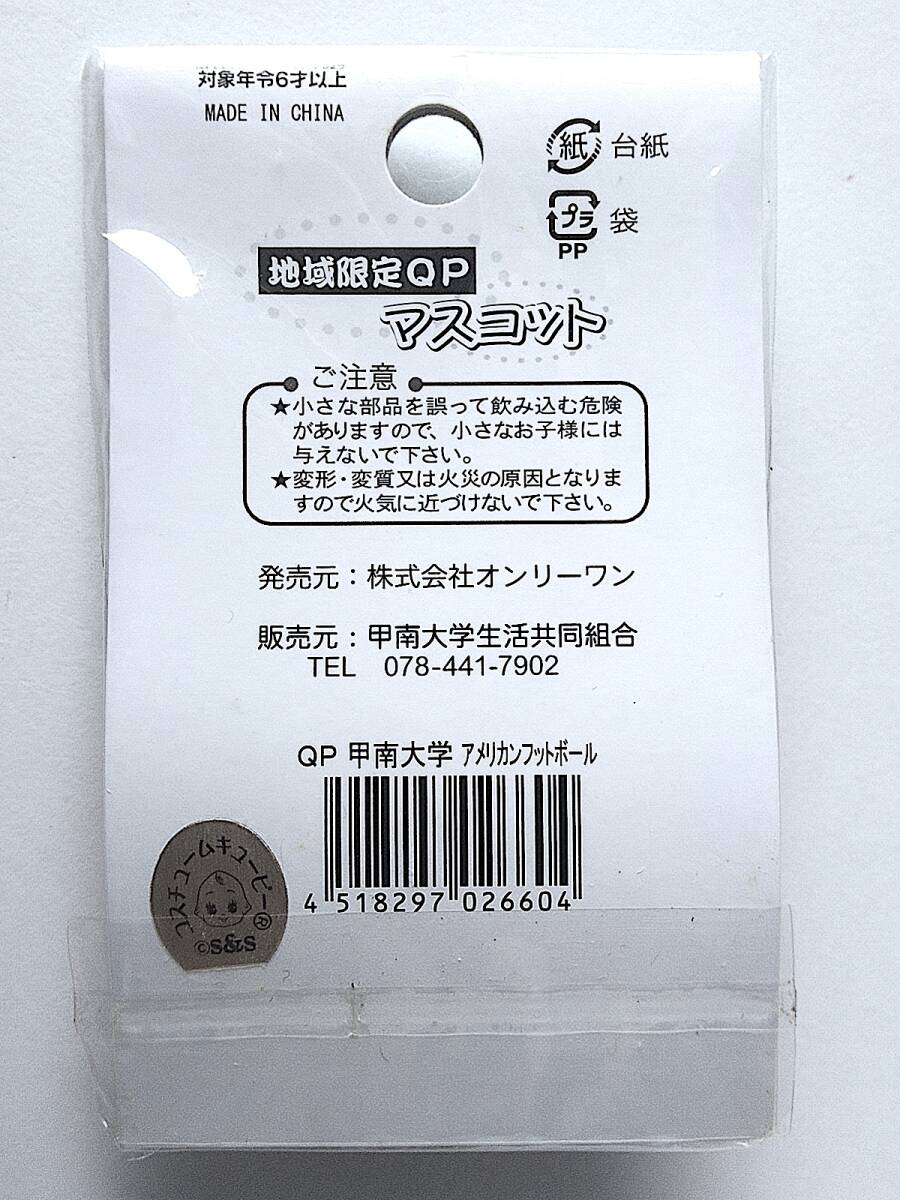 対象年令6才以上
MADE IN CHINA
紙 台紙
プラ 袋
PP
地域限定QP
マスコット
ご注意
★小さな部品を誤って飲み込む危険
がありますので、小さなお子様には
与えないで下さい。
★変形・変質又は火災の原因となりま
すので火気に近づけないで下さい。
発売元：株式会社オンリーワン
販売元：甲南大学生活共同組合
TEL 078-441-7902
QP 甲南大学 アメリカンフットボール
4 518297 026604
コスチュームキューピー®
©S&S